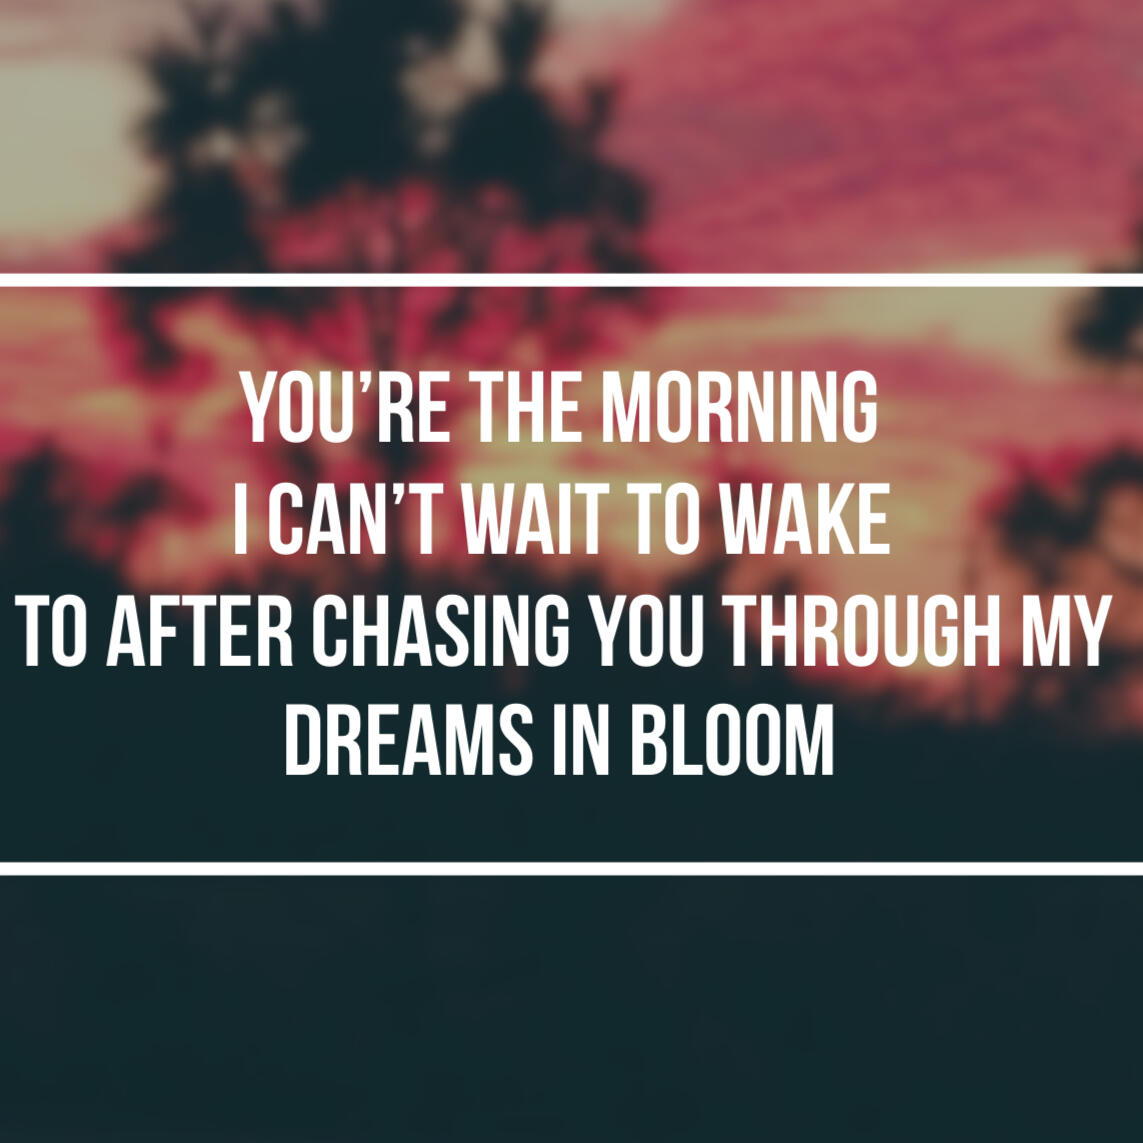 YOU’RE THE MORNING
I CAN’T WAIT TO WAKE
TO AFTER CHASING YOU THROUGH MY
DREAMS IN BLOOM